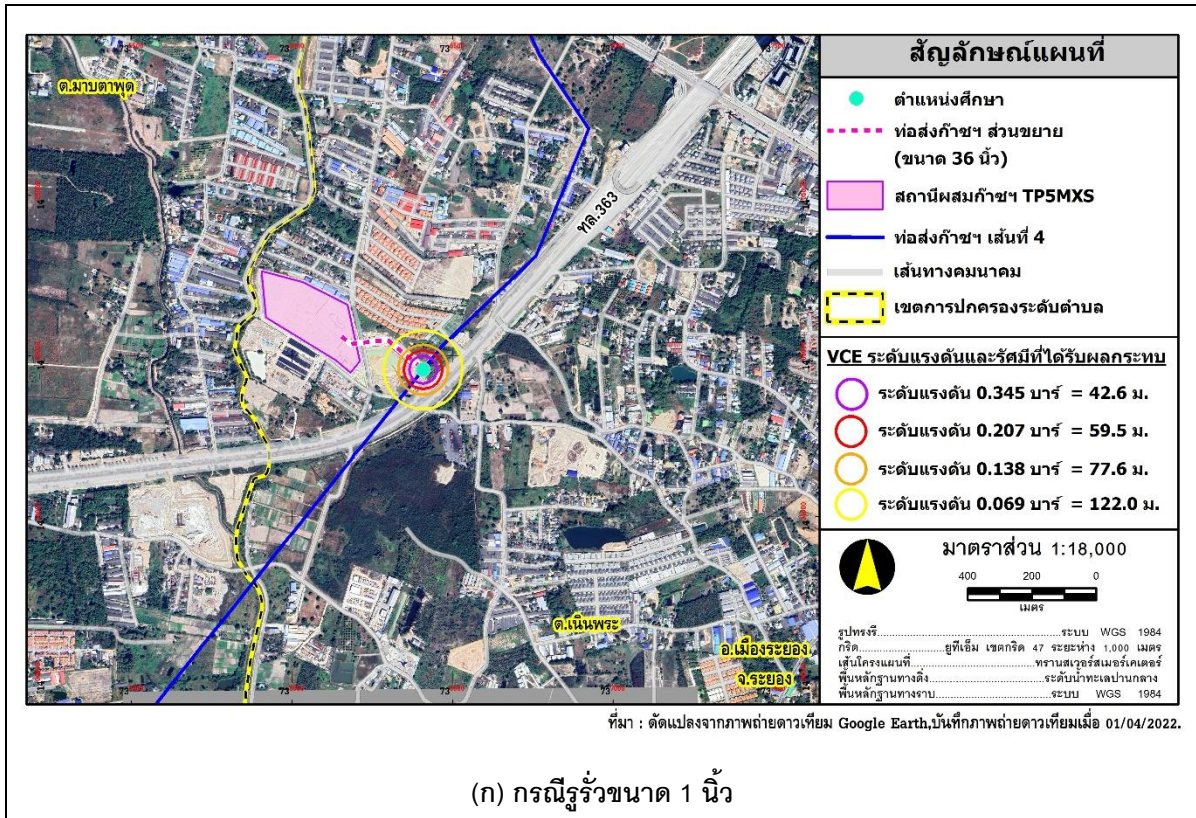 ต.มาบตาพุด
ทล.363
ต.เนินพระ
อ.เมืองระยอง
จ.ระยอง
สัญลักษณ์แผนที่
ตำแหน่งศึกษา
ท่อส่งก๊าซฯ ส่วนขยาย
(ขนาด 36 นิ้ว)
สถานีผสมก๊าซฯ TP5MXS
ท่อส่งก๊าซฯ เส้นที่ 4
เส้นทางคมนาคม
เขตการปกครองระดับตำบล
VCE ระดับแรงดันและรัศมีที่ได้รับผลกระทบ
ระดับแรงดัน 0.345 บาร์ = 42.6 ม.
ระดับแรงดัน 0.207 บาร์ = 59.5 ม.
ระดับแรงดัน 0.138 บาร์ = 77.6 ม.
ระดับแรงดัน 0.069 บาร์ = 122.0 ม.
มาตราส่วน 1:18,000
400 200 0
เมตร
รูปทรงรี...ระบบ WGS 1984
กริด...ยูทีเอ็ม เขตกริด 47 ระยะห่าง 1,000 เมตร
เส้นโครงแผนที่...ทรานสเวอร์สเมอร์เคเตอร์
พื้นหลักฐานทางดิ่ง...ระดับน้ำทะเลปานกลาง
พื้นหลักฐานทางราบ...ระบบ WGS 1984
ที่มา : ดัดแปลงจากภาพถ่ายดาวเทียม Google Earth,บันทึกภาพถ่ายดาวเทียมเมื่อ 01/04/2022.
(ก) กรณีรูรั่วขนาด 1 นิ้ว